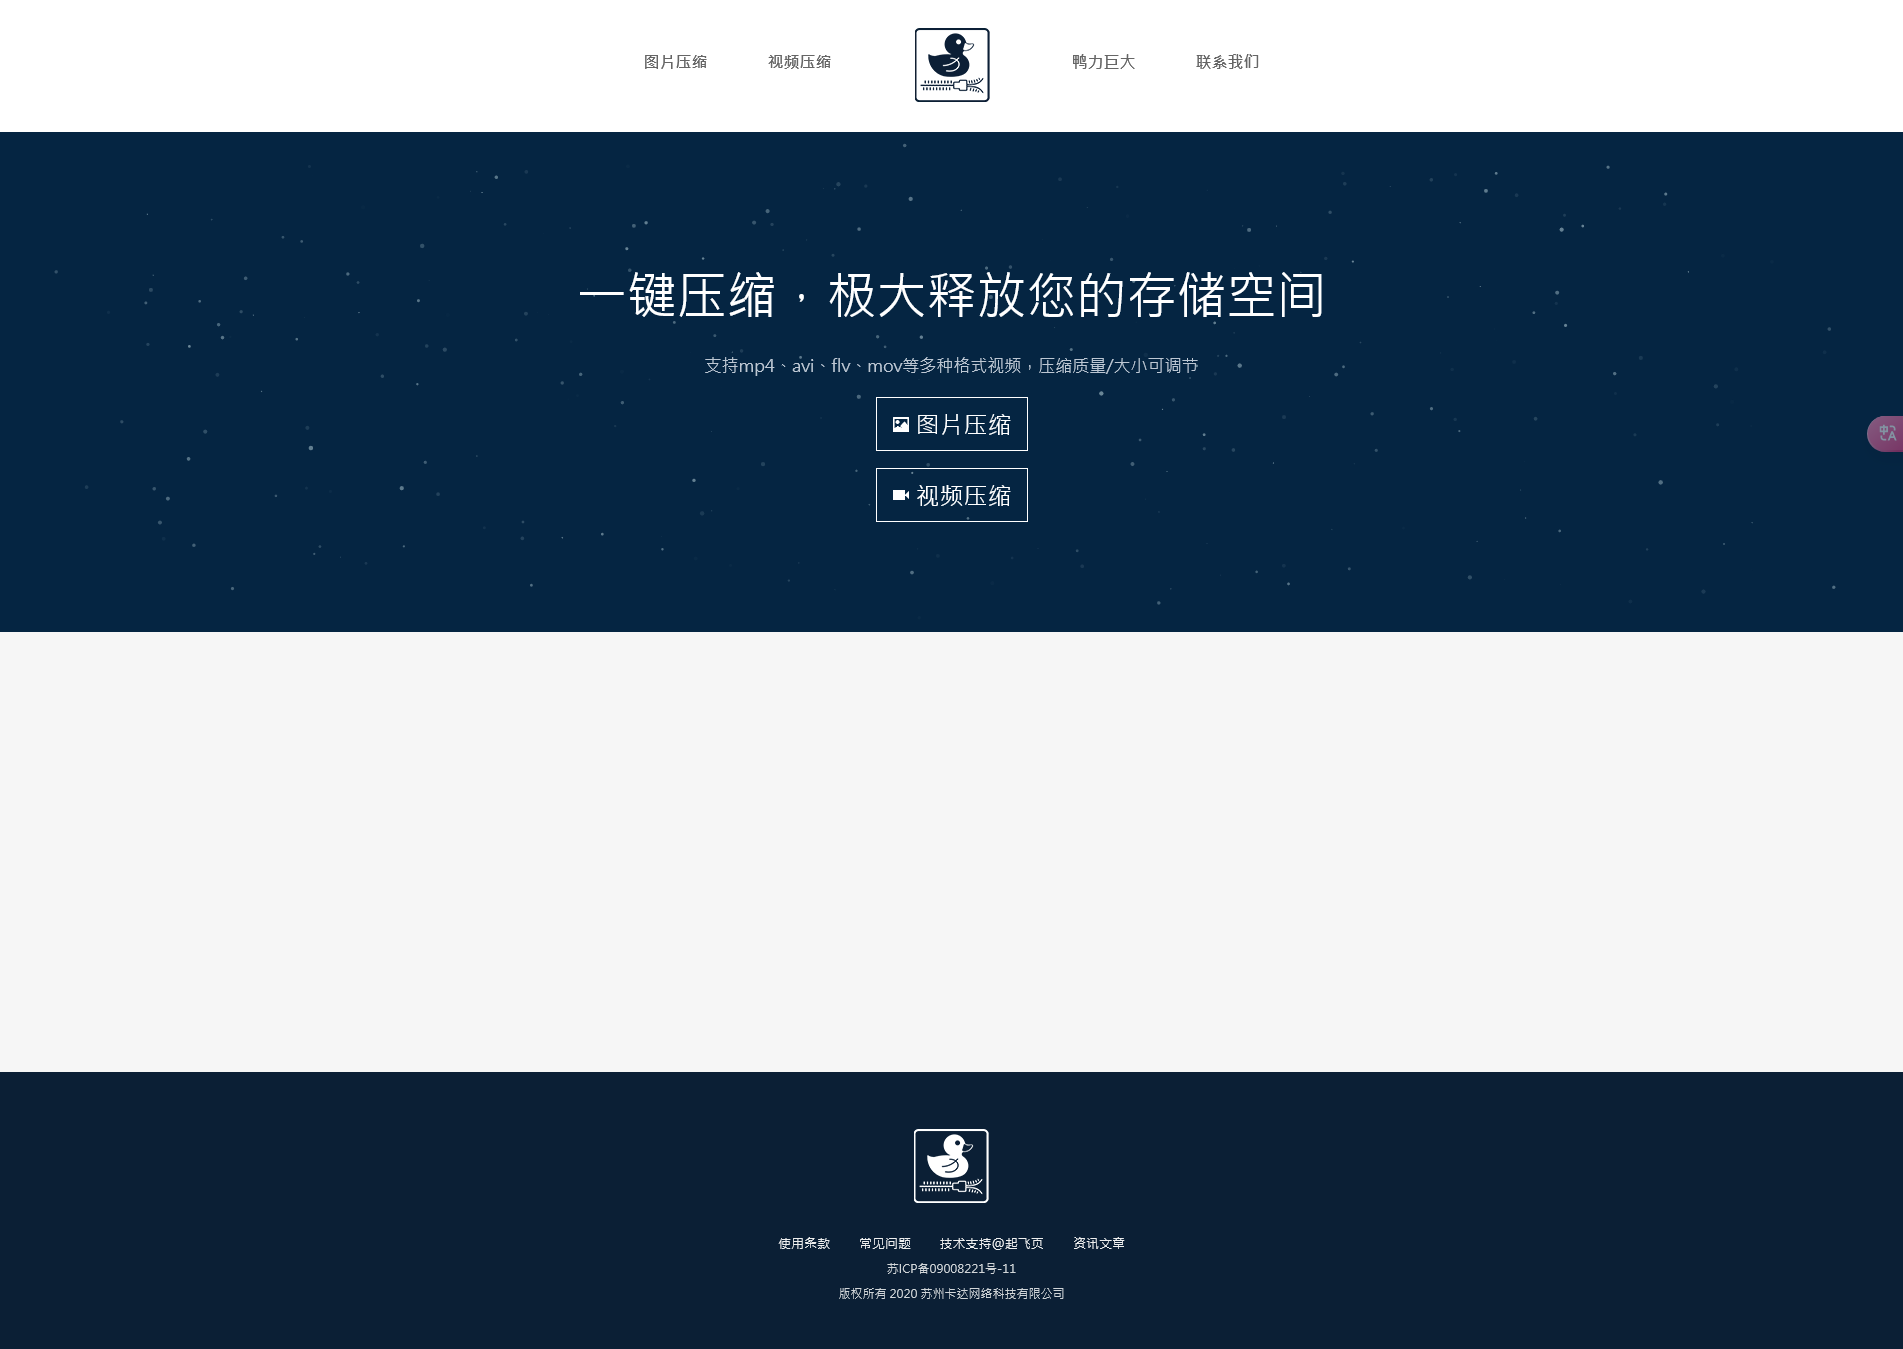 图片压缩 视频压缩 鸭力巨大 联系我们
一键压缩，极大释放您的存储空间
支持mp4、avi、flv、mov等多种格式视频，压缩质量/大小可调节
图片压缩
视频压缩
中A
使用条款 常见问题 技术支持@起飞页 资讯文章
苏ICP备09008221号-11
版权所有 2020 苏州卡达网络科技有限公司